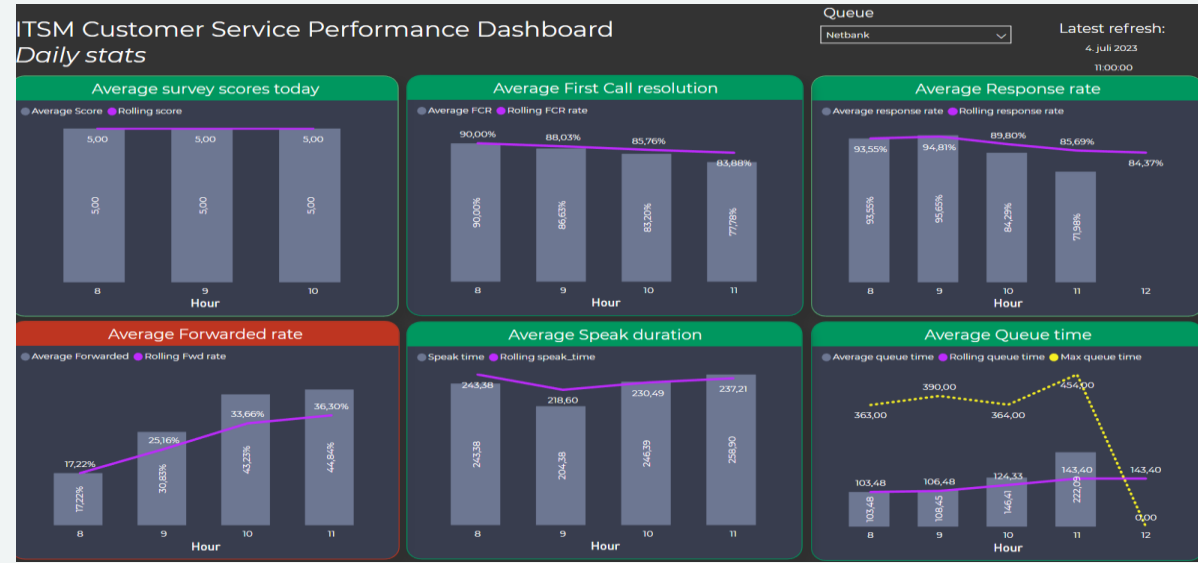 ITSM Customer Service Performance Dashboard
Daily stats
Queue
Netbank
Latest refresh:
4. juli 2023
11:00:00
Average survey scores today
Average Score Rolling score
5,00 5,00 5,00
5,00 5,00 5,00
8 9 10
Hour
Average First Call resolution
Average FCR Rolling FCR rate
90,00% 88,03% 85,76% 83,88%
90,00% 86,63% 83,20% 77,78%
8 9 10 11
Hour
Average Response rate
Average response rate Rolling response rate
93,55% 94,81% 89,80% 85,69% 84,37%
93,55% 95,65% 84,29% 71,98%
8 9 10 11 12
Average Forwarded rate
Average Forwarded Rolling Fwd rate
17,22% 25,16% 33,66% 36,30%
17,22% 30,83% 43,23% 44,84%
8 9 10 11
Hour
Average Speak duration
Speak time Rolling speak_time
243,38 218,60 230,49 237,21
243,38 204,38 246,39 258,90
8 9 10 11
Hour
Average Queue time
Average queue time Rolling queue time Max queue time
363,00 390,00 364,00 454,00 0,00
103,48 106,48 124,33 143,40 143,40
103,48 108,45 146,41 222,09
8 9 10 11 12
Hour